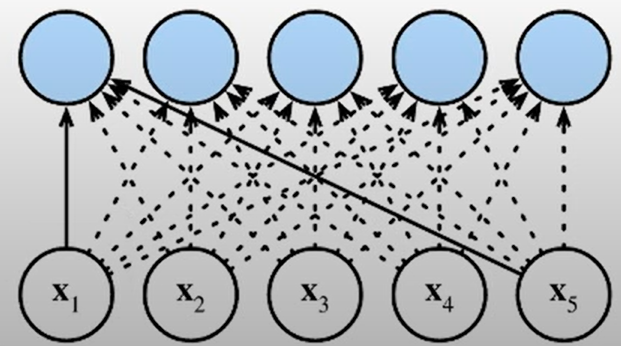 x₁ x₂ x₃ x₄ x₅